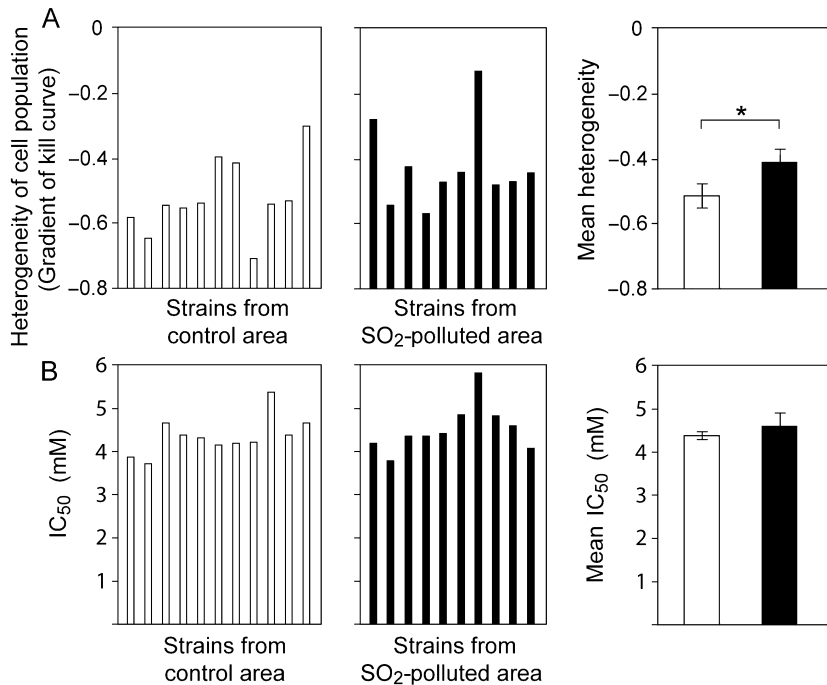 A
Heterogeneity of cell population
(Gradient of kill curve)
0
–0.2
–0.4
–0.6
–0.8
Strains from
control area
Strains from
SO₂-polluted area
Mean heterogeneity
0
–0.2
–0.4
–0.6
–0.8
*
B
IC₅₀ (mM)
6
5
4
3
2
1
Strains from
control area
Strains from
SO₂-polluted area
Mean IC₅₀ (mM)
6
5
4
3
2
1